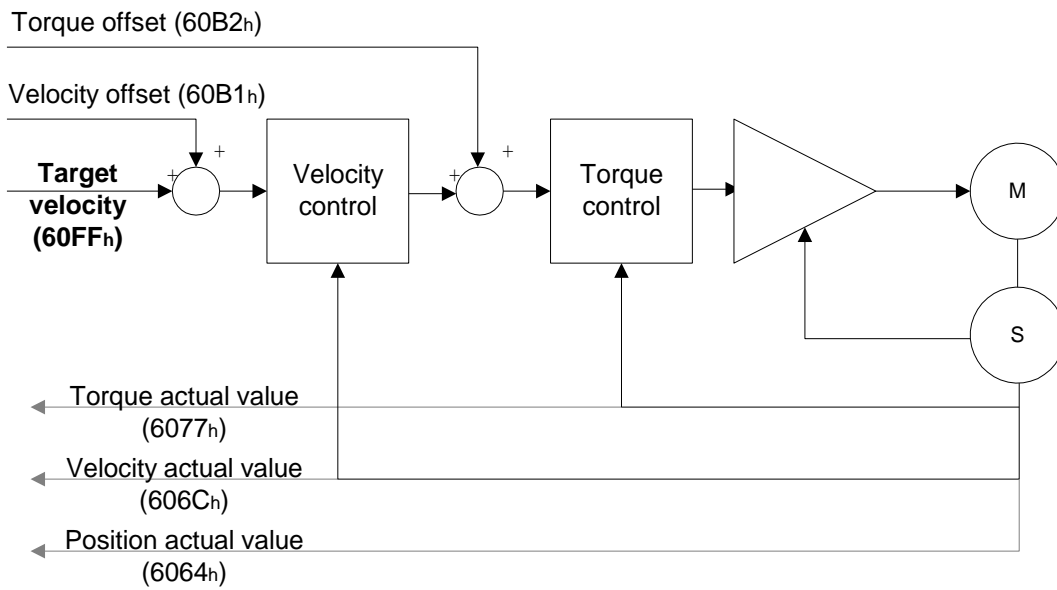 Torque offset (60B2h)
Velocity offset (60B1h)
+
+
Target
velocity
(60FFh)
Velocity
control
+
+
Torque
control
M
S
Torque actual value
(6077h)
Velocity actual value
(606Ch)
Position actual value
(6064h)